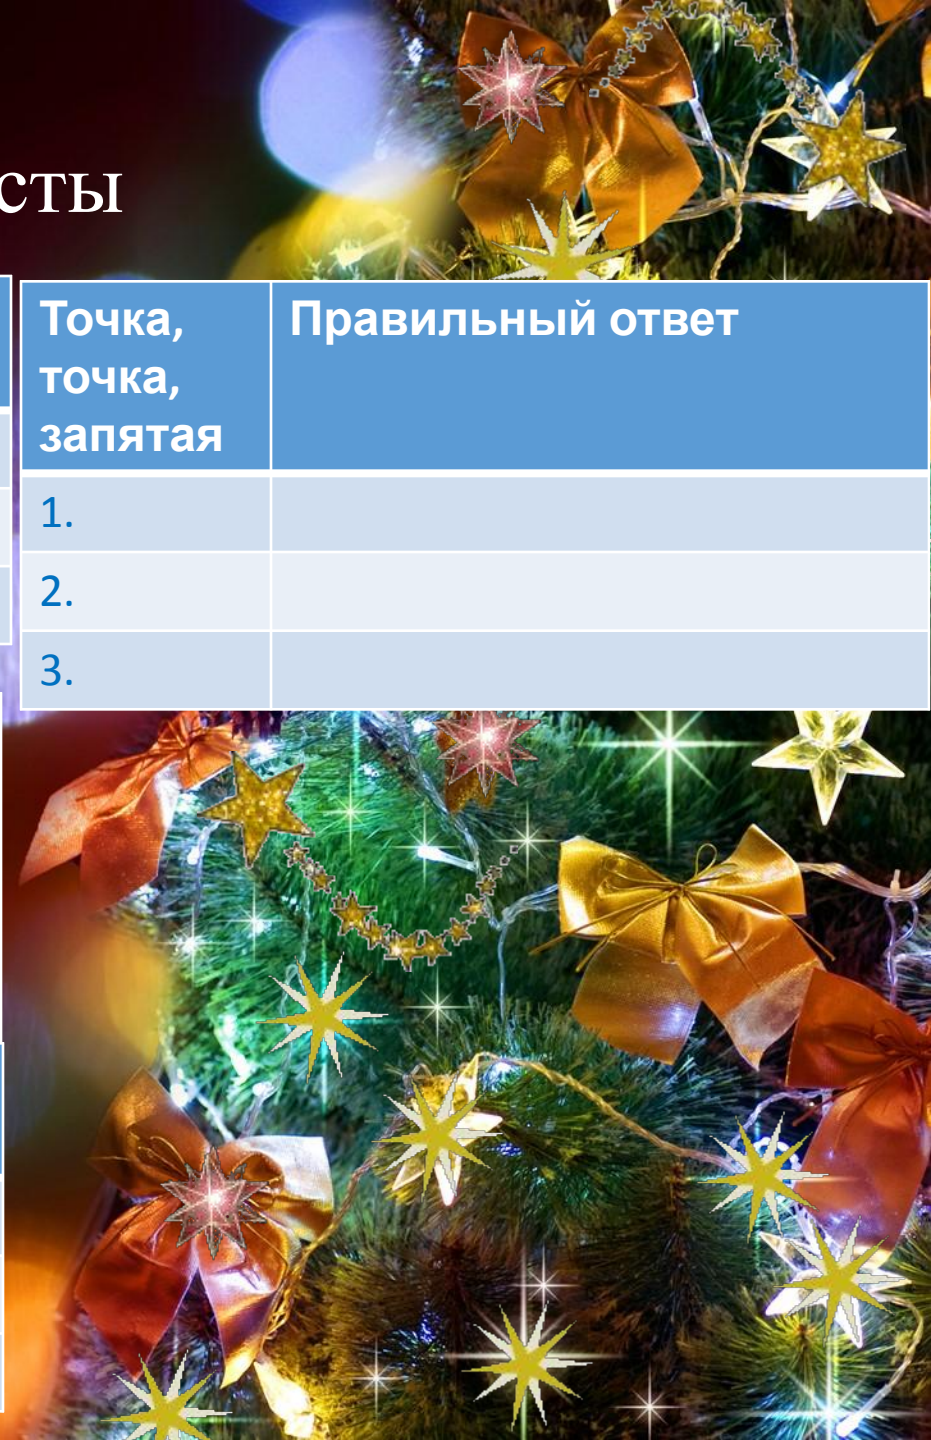 сты
Точка,
точка,
запятая
Правильный ответ
1.
2.
3.